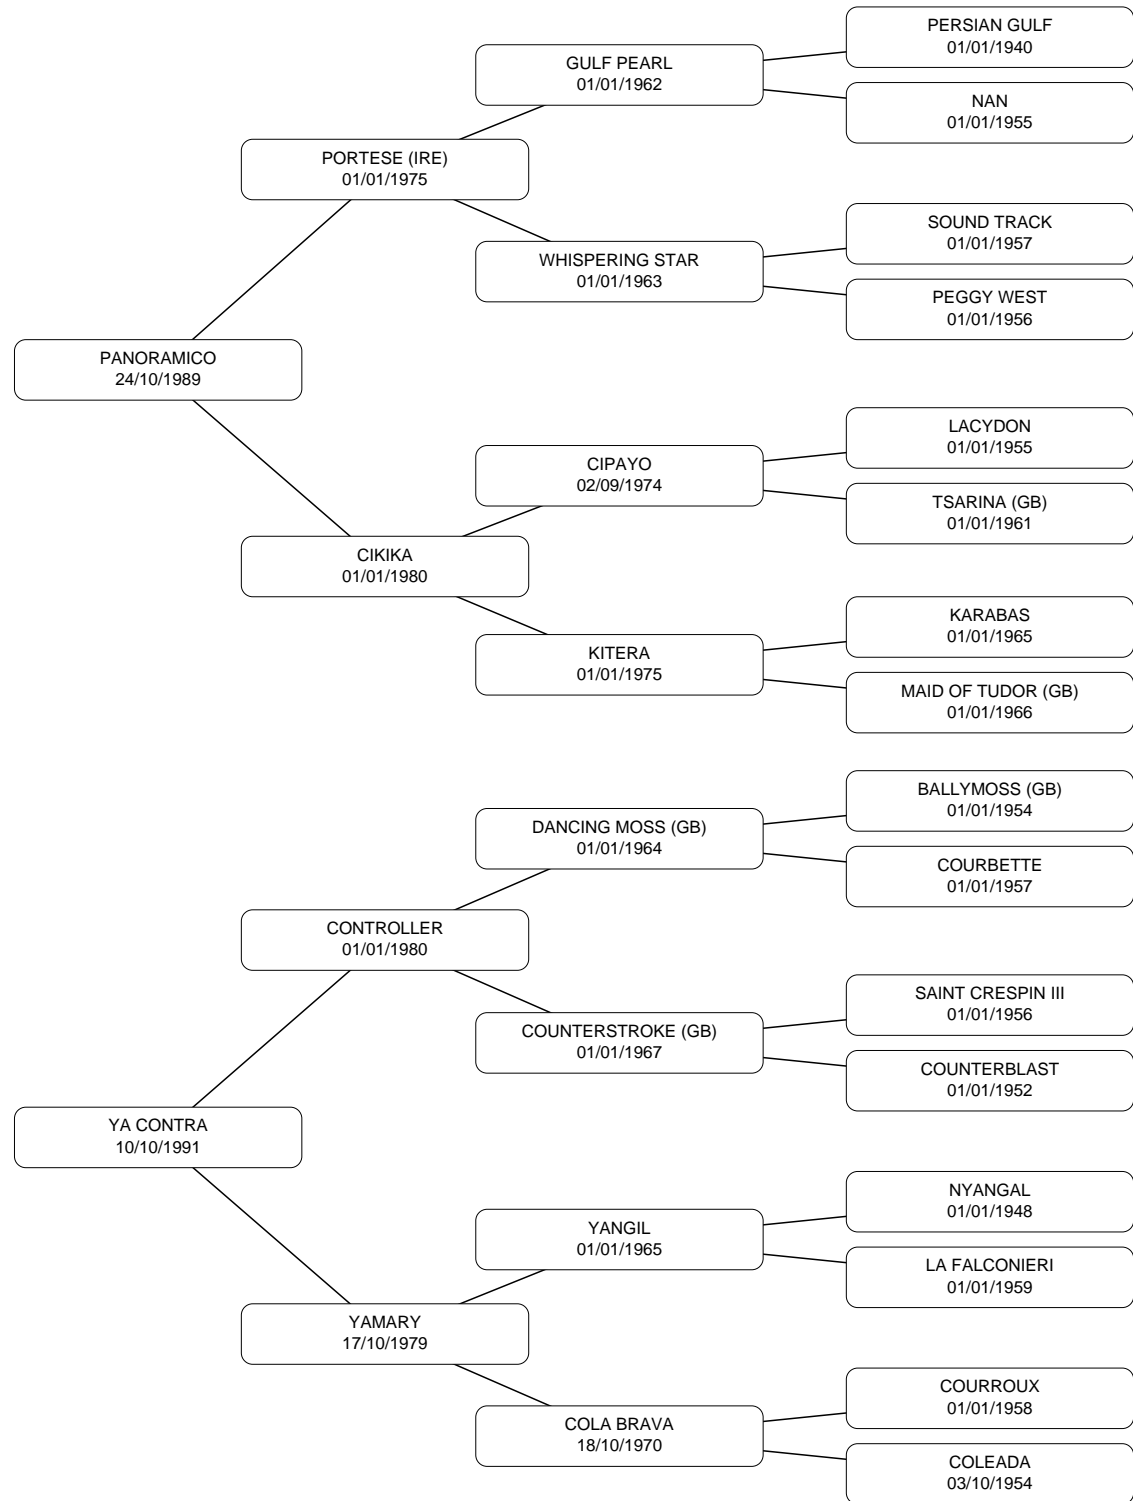 PERSIAN GULF
01/01/1940
GULF PEARL
01/01/1962
NAN
01/01/1955
PORTESE (IRE)
01/01/1975
SOUND TRACK
01/01/1957
WHISPERING STAR
01/01/1963
PEGGY WEST
01/01/1956
PANORAMICO
24/10/1989
LACYDON
01/01/1955
CIPAYO
02/09/1974
TSARINA (GB)
01/01/1961
CIKIKA
01/01/1980
KARABAS
01/01/1965
KITERA
01/01/1975
MAID OF TUDOR (GB)
01/01/1966
BALLYMOSS (GB)
01/01/1954
DANCING MOSS (GB)
01/01/1964
COURBETTE
01/01/1957
CONTROLLER
01/01/1980
SAINT CRESPIN III
01/01/1956
COUNTERSTROKE (GB)
01/01/1967
COUNTERBLAST
01/01/1952
YA CONTRA
10/10/1991
NYANGAL
01/01/1948
YANGIL
01/01/1965
LA FALCONIERI
01/01/1959
YAMARY
17/10/1979
COURROUX
01/01/1958
COLA BRAVA
18/10/1970
COLEADA
03/10/1954